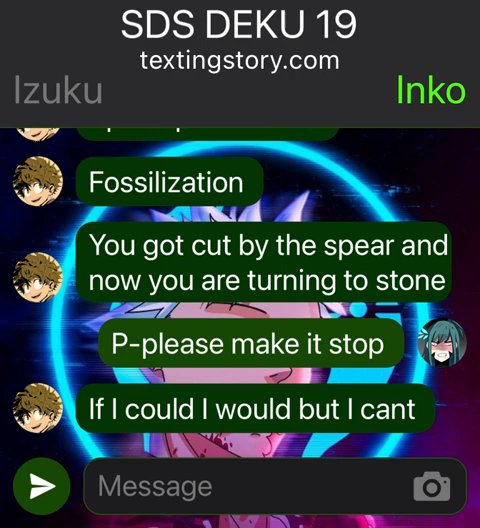 SDS DEKU 19
textingstory.com
Izuku
Inko
Fossilization
You got cut by the spear and
now you are turning to stone
P-please make it stop
If I could I would but I cant
Message